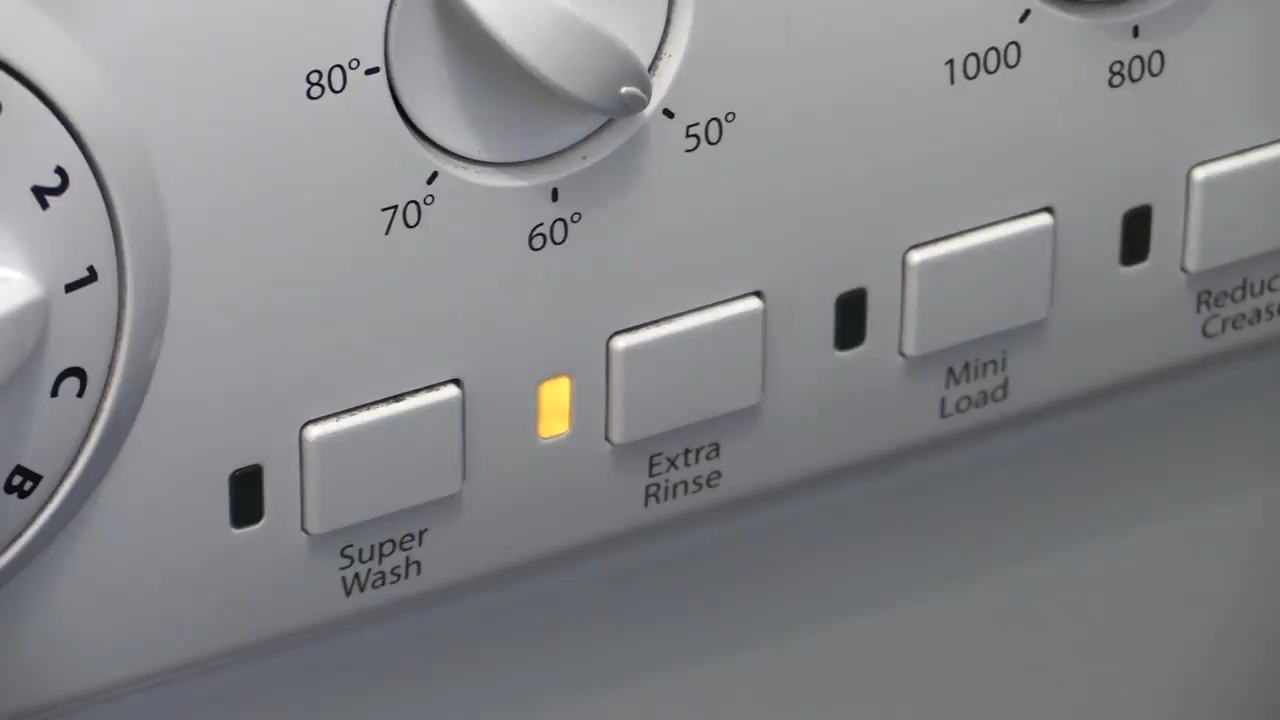 80°
70°
60°
50°
1000
800
2
1
C
B
Super
Wash
Extra
Rinse
Mini
Load